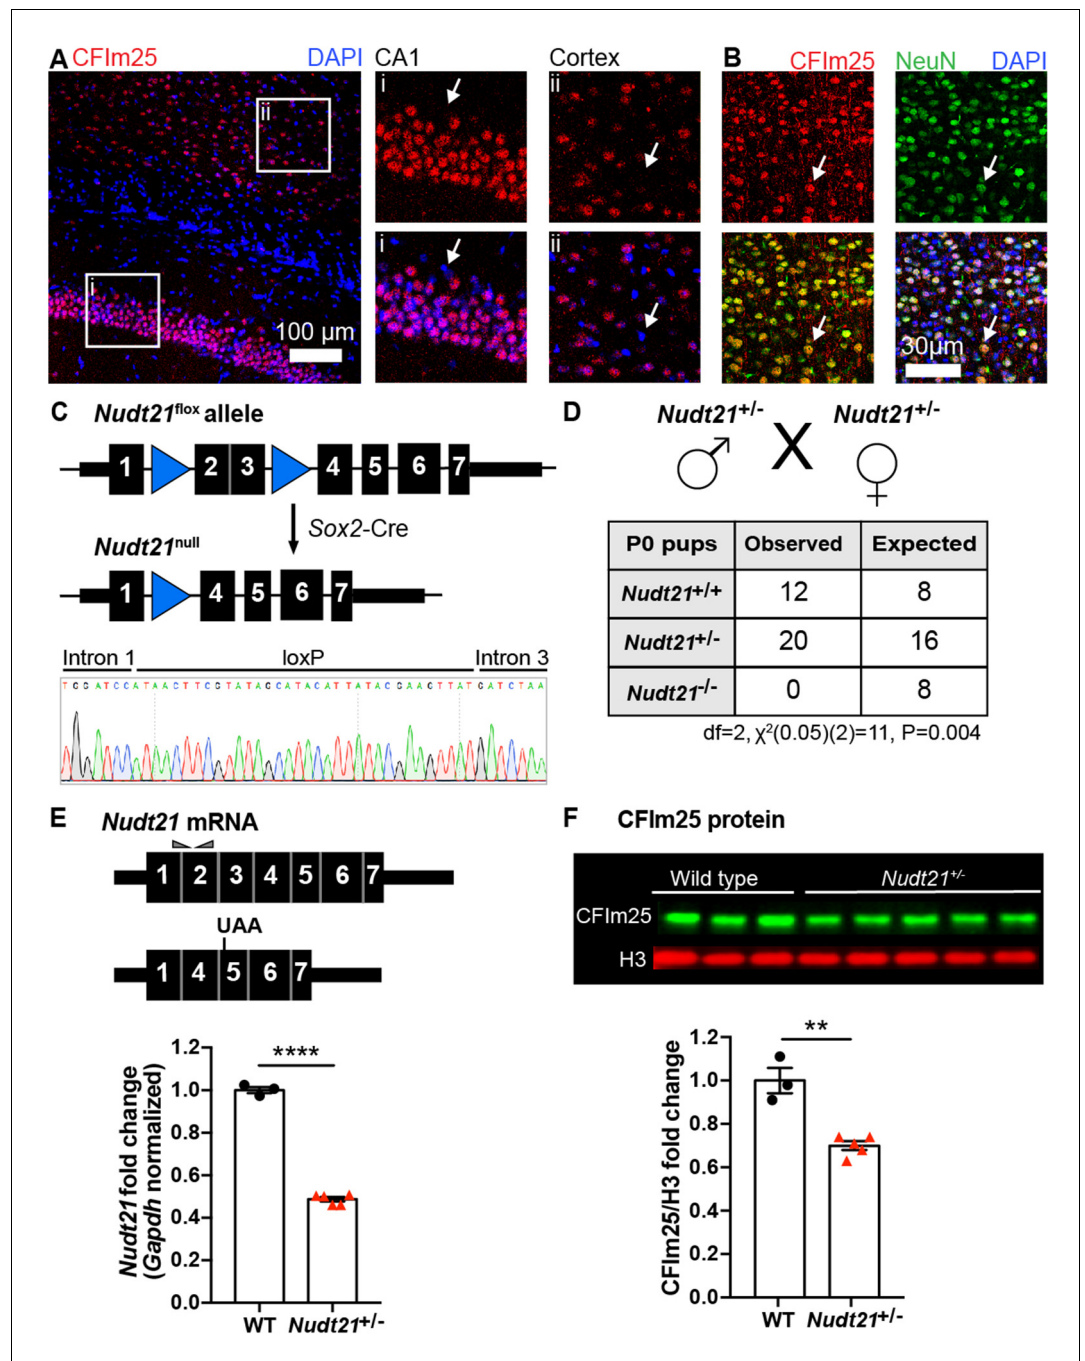 A CFIm25 DAPI CA1 Cortex B CFIm25 NeuN DAPI
ii
i
100 µm
i
ii
i
ii
30µm
C Nudt21flox allele
1 2 3 4 5 6 7
Sox2-Cre
Nudt21null
1 4 5 6 7
Intron 1 loxP Intron 3
TGGATCCATAACTTCGTATAGCATACATTATACGAAGTTATGATCTAA
D Nudt21+/- X Nudt21+/-
P0 pups Observed Expected
Nudt21+/+ 12 8
Nudt21+/- 20 16
Nudt21-/- 0 8
df=2, χ²(0.05)(2)=11, P=0.004
E Nudt21 mRNA
1 2 3 4 5 6 7
UAA
1 4 5 6 7
Nudt21 fold change
(Gapdh normalized)
1.2
1.0
0.8
0.6
0.4
0.2
0.0
****
WT Nudt21+/-
F CFIm25 protein
Wild type Nudt21+/-
CFIm25
H3
CFIm25/H3 fold change
1.2
1.0
0.8
0.6
0.4
0.2
0.0
**
WT Nudt21+/-